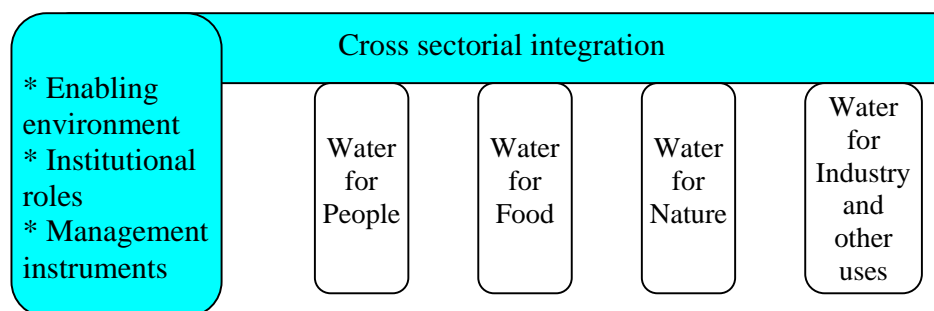 Cross sectorial integration
* Enabling
environment
* Institutional
roles
* Management
instruments
Water
for
People
Water
for
Food
Water
for
Nature
Water
for
Industry
and
other
uses